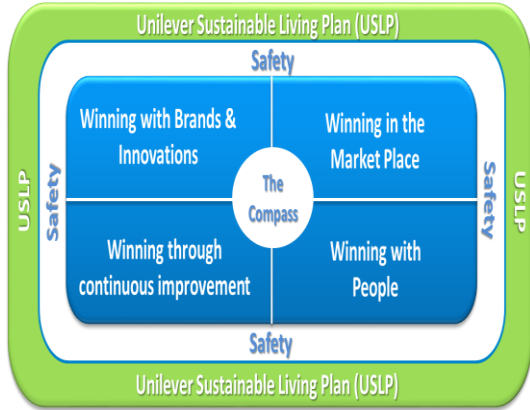 Unilever Sustainable Living Plan (USLP)
Safety
Winning with Brands &
Innovations
Winning in the
Market Place
USLP
Safety
The
Compass
Safety
USLP
Winning through
continuous improvement
Winning with
People
Safety
Unilever Sustainable Living Plan (USLP)